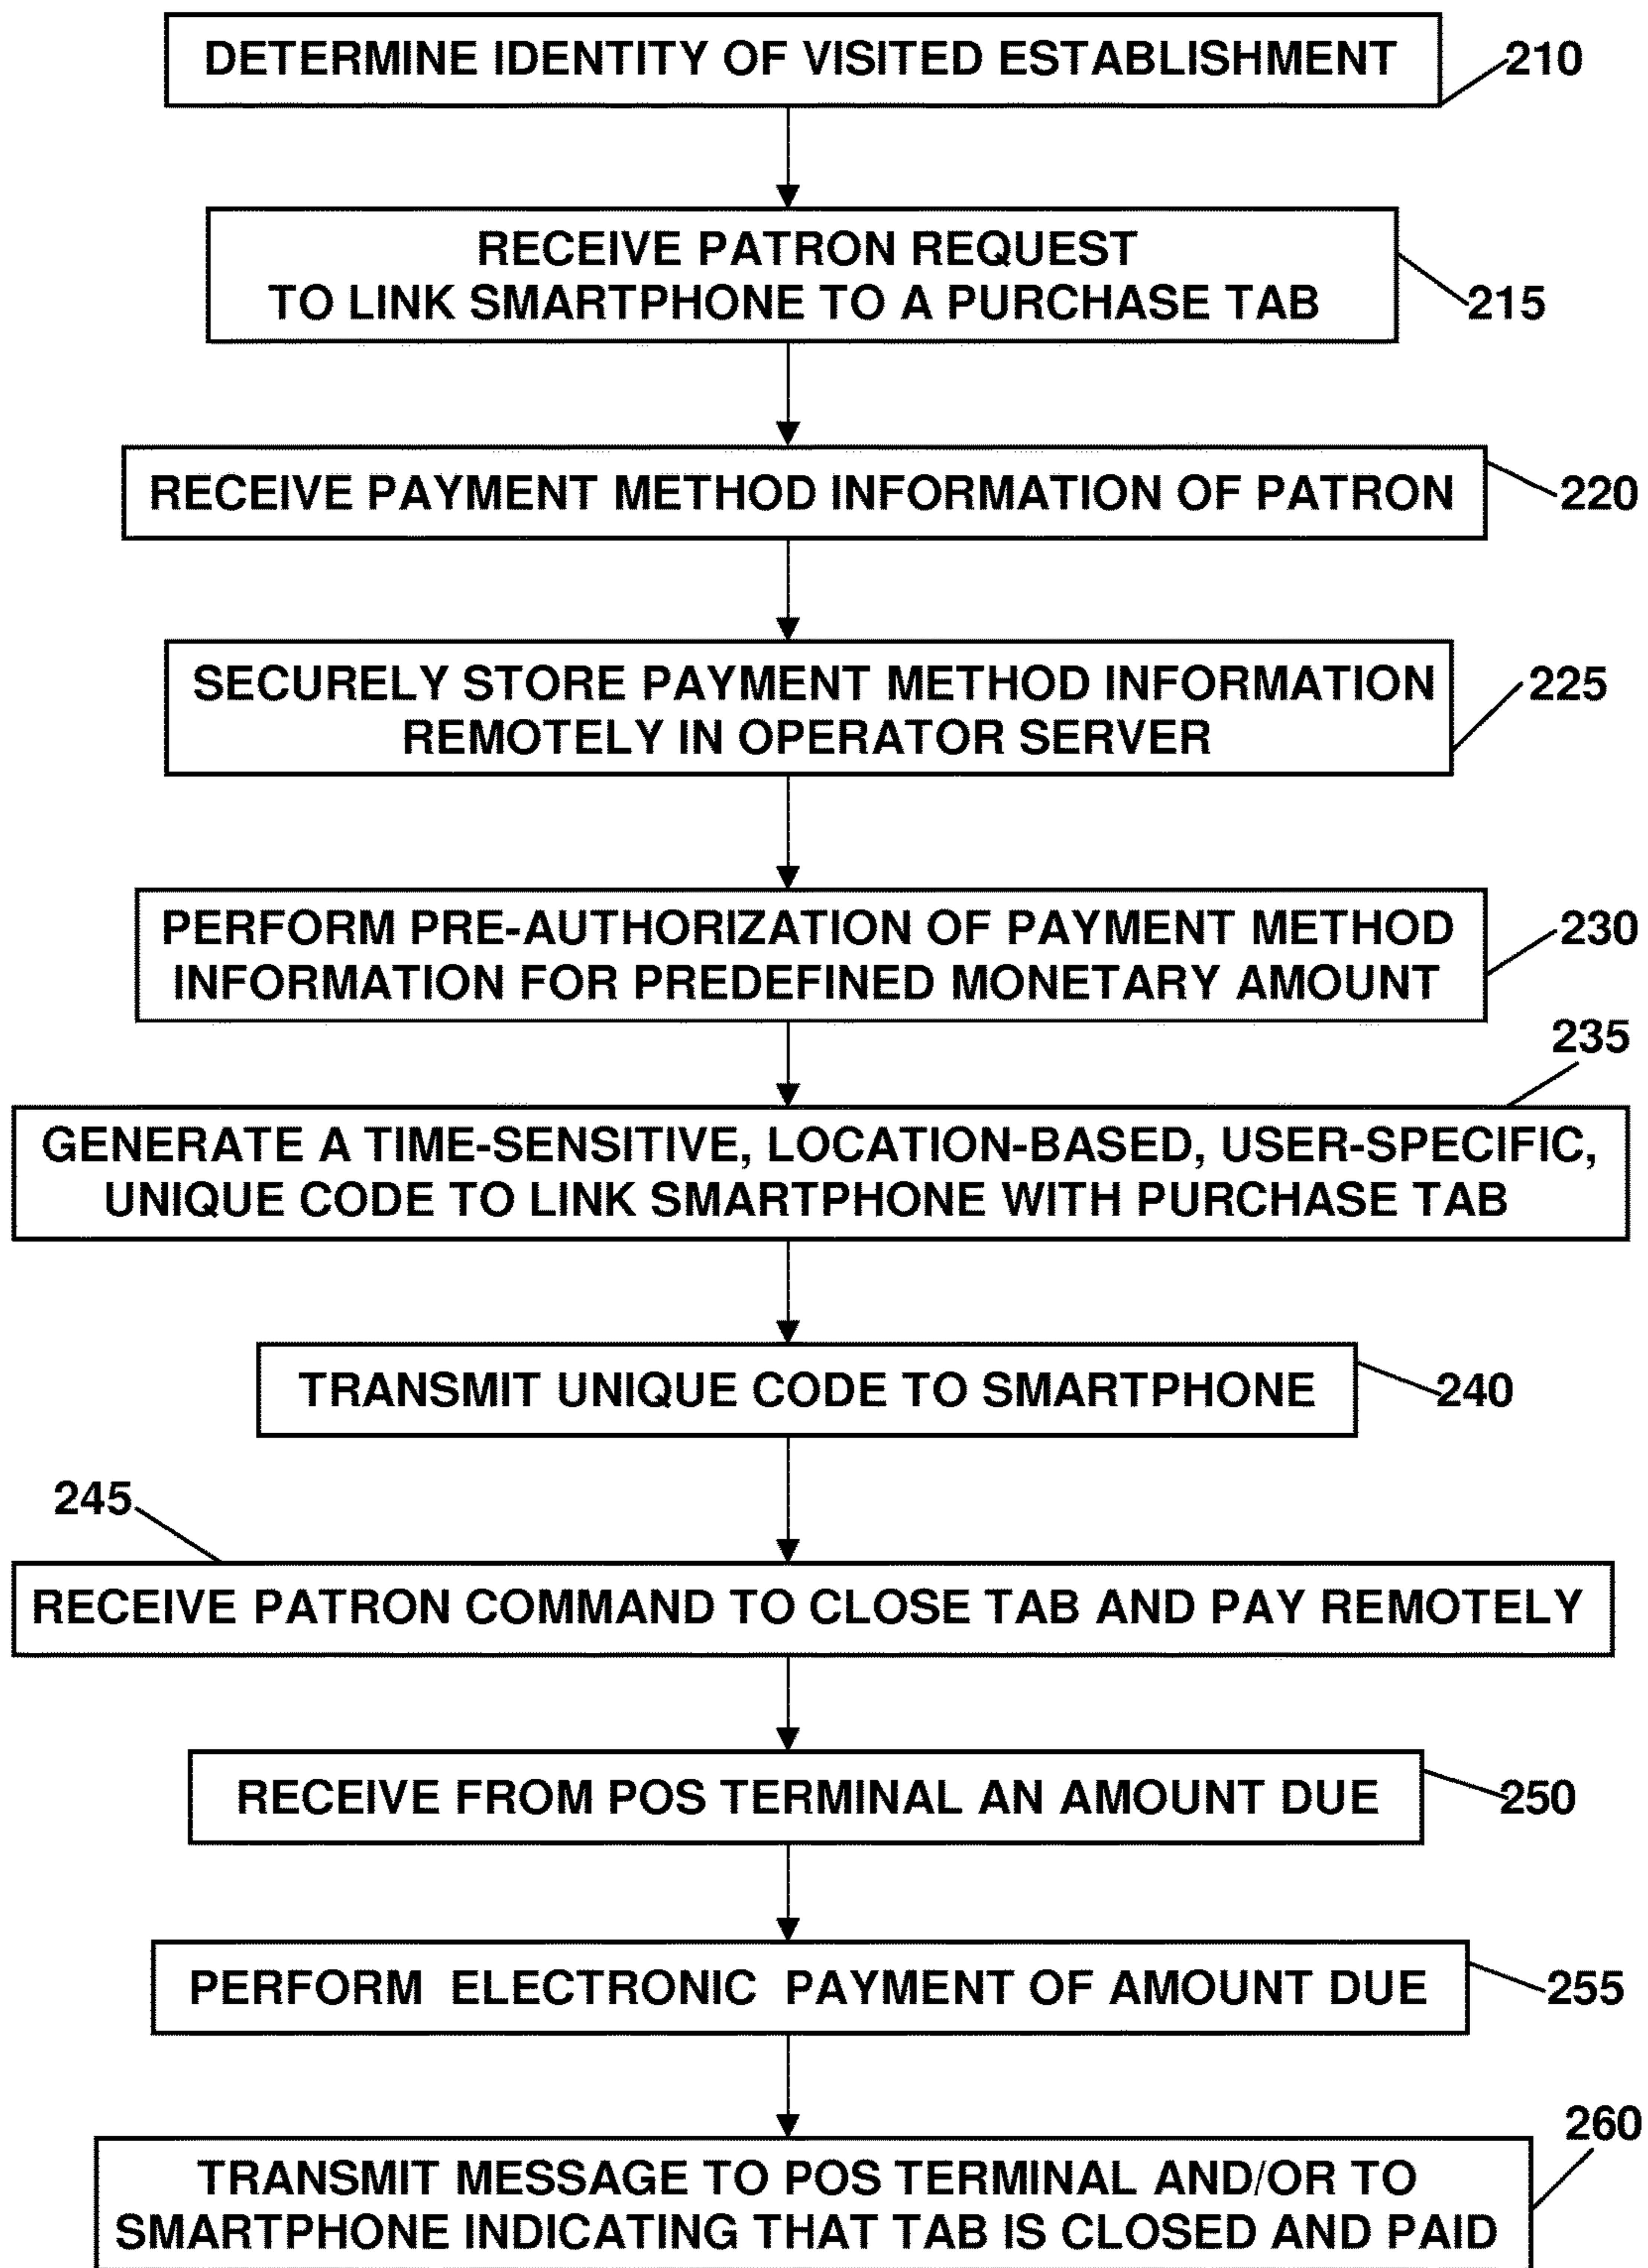 DETERMINE IDENTITY OF VISITED ESTABLISHMENT
210
RECEIVE PATRON REQUEST
TO LINK SMARTPHONE TO A PURCHASE TAB
215
RECEIVE PAYMENT METHOD INFORMATION OF PATRON
220
SECURELY STORE PAYMENT METHOD INFORMATION
REMOTELY IN OPERATOR SERVER
225
PERFORM PRE-AUTHORIZATION OF PAYMENT METHOD
INFORMATION FOR PREDEFINED MONETARY AMOUNT
230
235
GENERATE A TIME-SENSITIVE, LOCATION-BASED, USER-SPECIFIC,
UNIQUE CODE TO LINK SMARTPHONE WITH PURCHASE TAB
TRANSMIT UNIQUE CODE TO SMARTPHONE
240
245
RECEIVE PATRON COMMAND TO CLOSE TAB AND PAY REMOTELY
RECEIVE FROM POS TERMINAL AN AMOUNT DUE
250
PERFORM ELECTRONIC PAYMENT OF AMOUNT DUE
255
260
TRANSMIT MESSAGE TO POS TERMINAL AND/OR TO
SMARTPHONE INDICATING THAT TAB IS CLOSED AND PAID